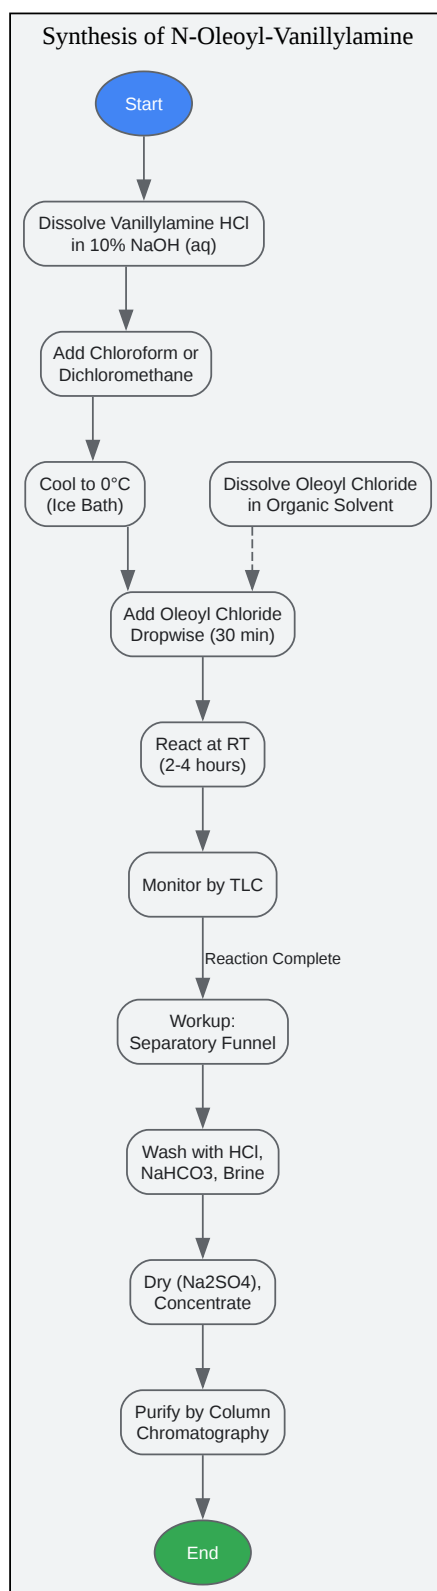 Synthesis of N-Oleoyl-Vanillylamine
Start
Dissolve Vanillylamine HCl
in 10% NaOH (aq)
Add Chloroform or
Dichloromethane
Cool to 0°C
(Ice Bath)
Dissolve Oleoyl Chloride
in Organic Solvent
Add Oleoyl Chloride
Dropwise (30 min)
React at RT
(2-4 hours)
Monitor by TLC
Reaction Complete
Workup:
Separatory Funnel
Wash with HCl,
NaHCO3, Brine
Dry (Na2SO4),
Concentrate
Purify by Column
Chromatography
End